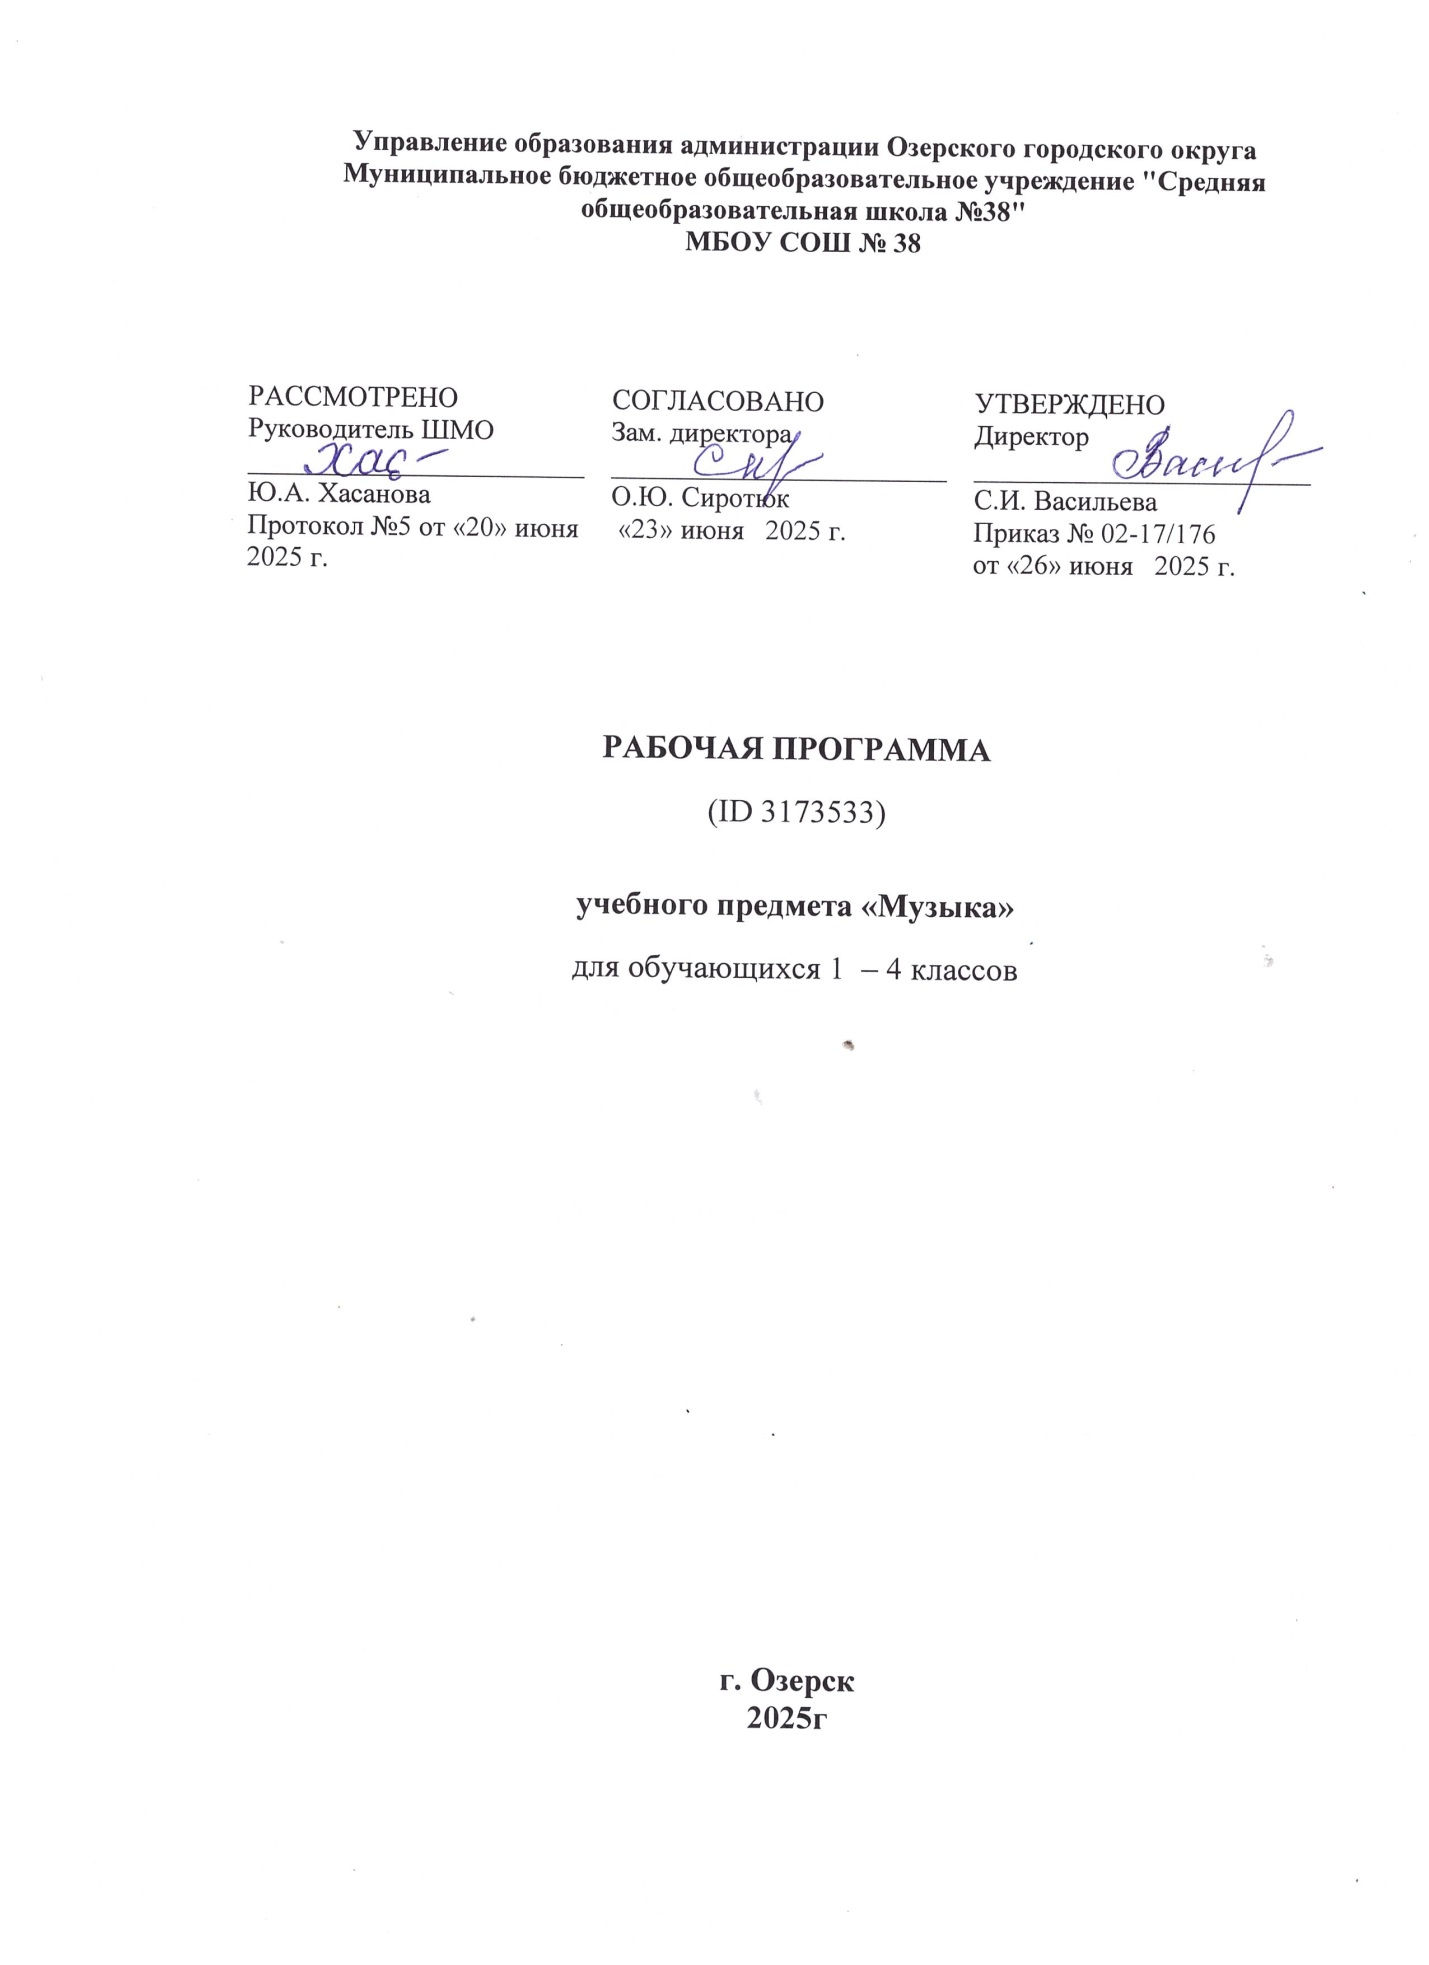 Управление образования администрации Озерского городского округа
Муниципальное бюджетное общеобразовательное учреждение "Средняя
общеобразовательная школа №38"
МБОУ СОШ № 38
РАССМОТРЕНО
Руководитель ШМО
Хас
Ю.А. Хасанова
Протокол №5 от «20» июня
2025 г.
СОГЛАСОВАНО
Зам. директора
О.Ю. Сиротюк
«23» июня 2025 г.
УТВЕРЖДЕНО
Директор
С.И. Васильева
Приказ № 02-17/176
от «26» июня 2025 г.
РАБОЧАЯ ПРОГРАММА
(ID 3173533)
учебного предмета «Музыка»
для обучающихся 1 – 4 классов
г. Озерск
2025г